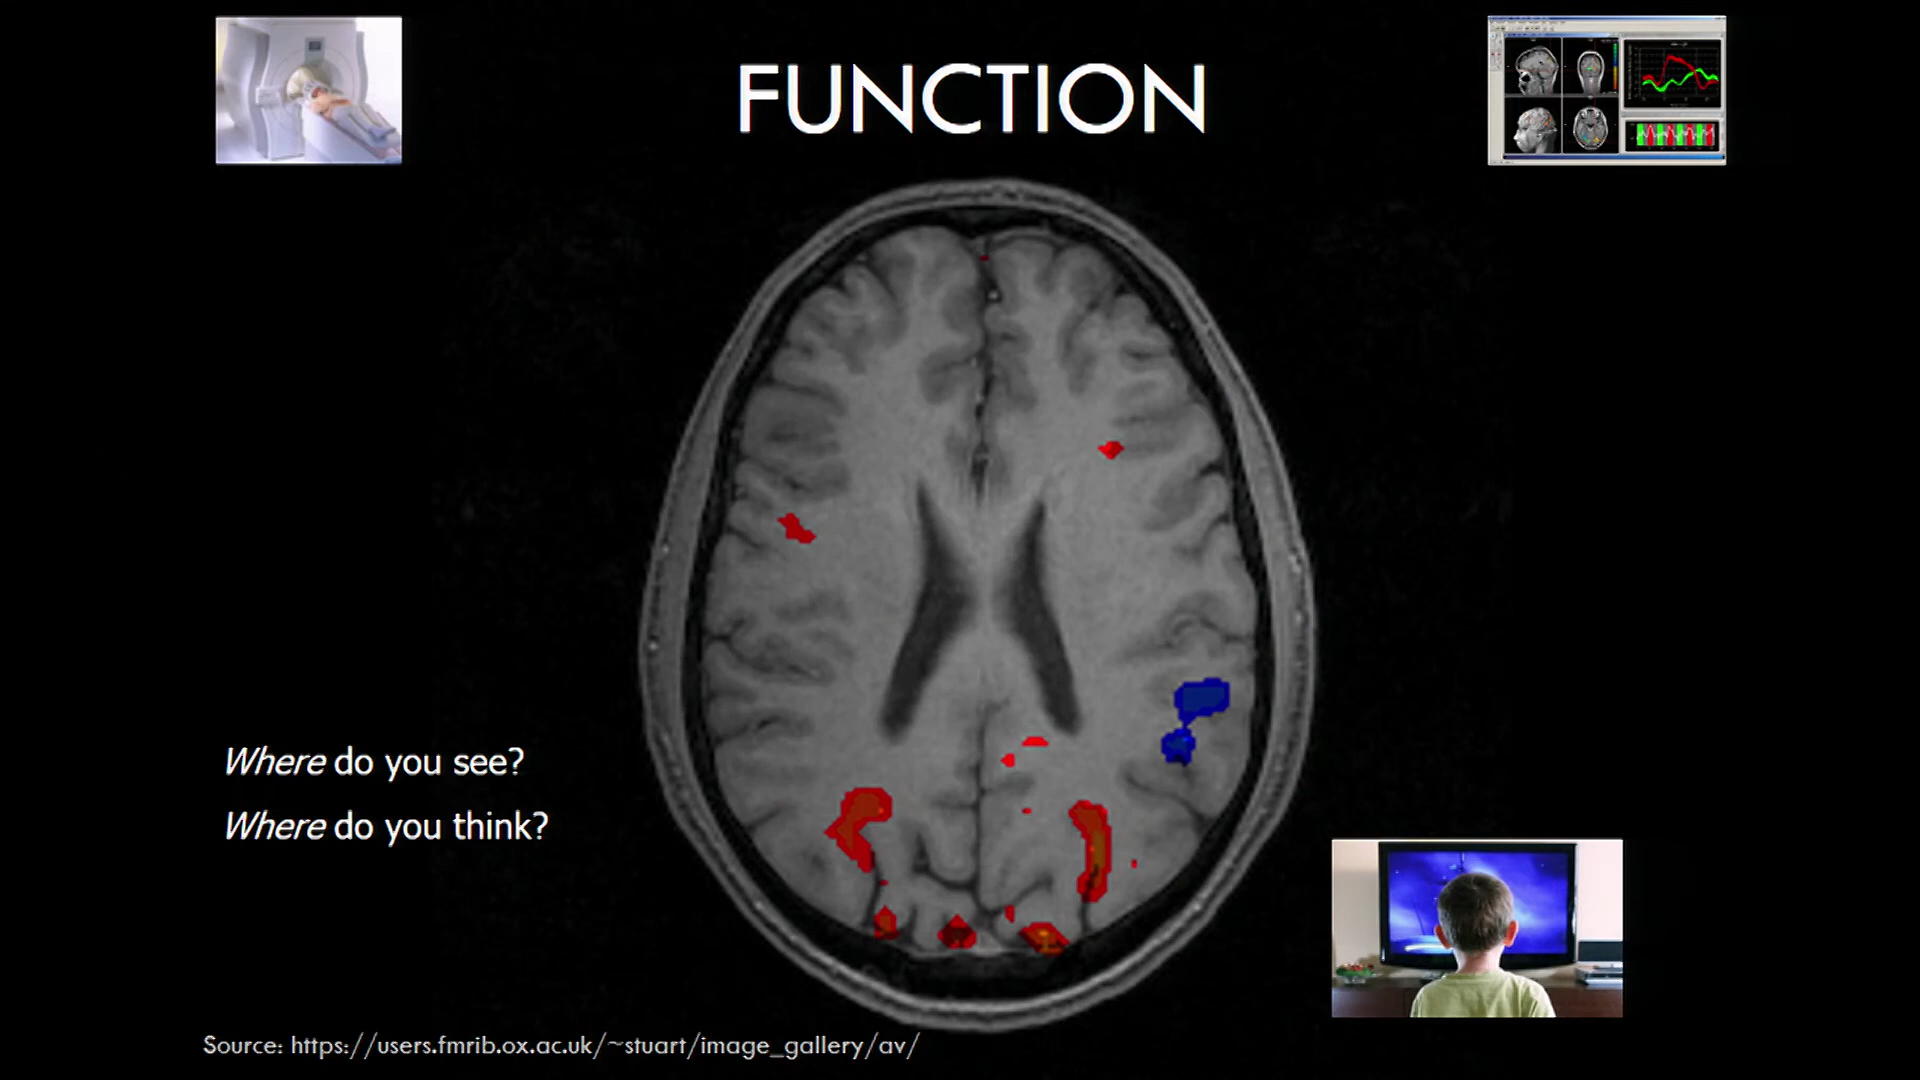 FUNCTION
Where do you see?
Where do you think?
Source: https://users.fmrib.ox.ac.uk/~stuart/image_gallery/av/